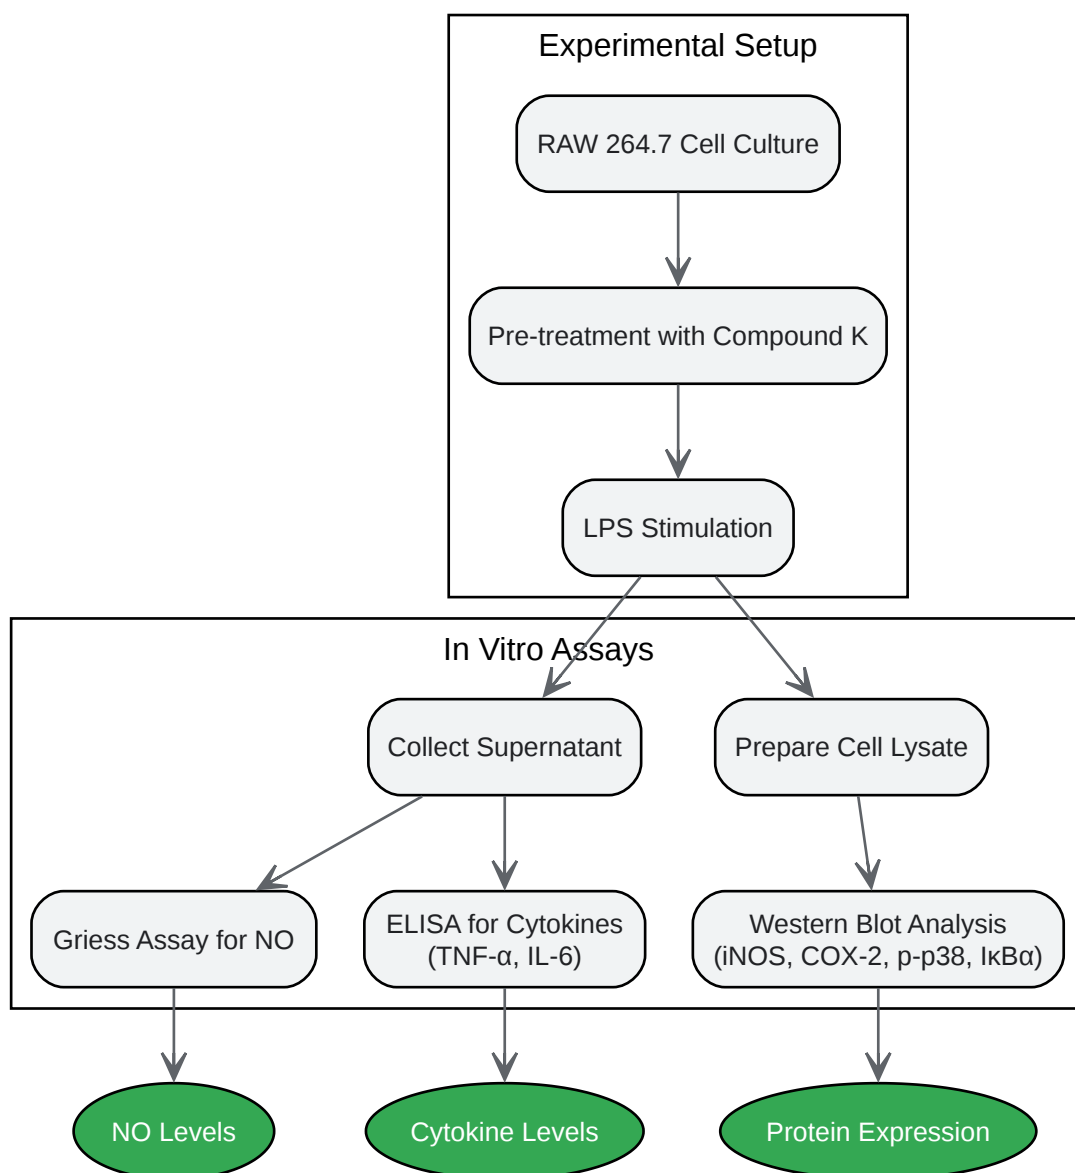 Experimental Setup
RAW 264.7 Cell Culture
Pre-treatment with Compound K
LPS Stimulation
In Vitro Assays
Collect Supernatant
Prepare Cell Lysate
Griess Assay for NO
ELISA for Cytokines
(TNF-α, IL-6)
Western Blot Analysis
(iNOS, COX-2, p-p38, IκBα)
NO Levels
Cytokine Levels
Protein Expression